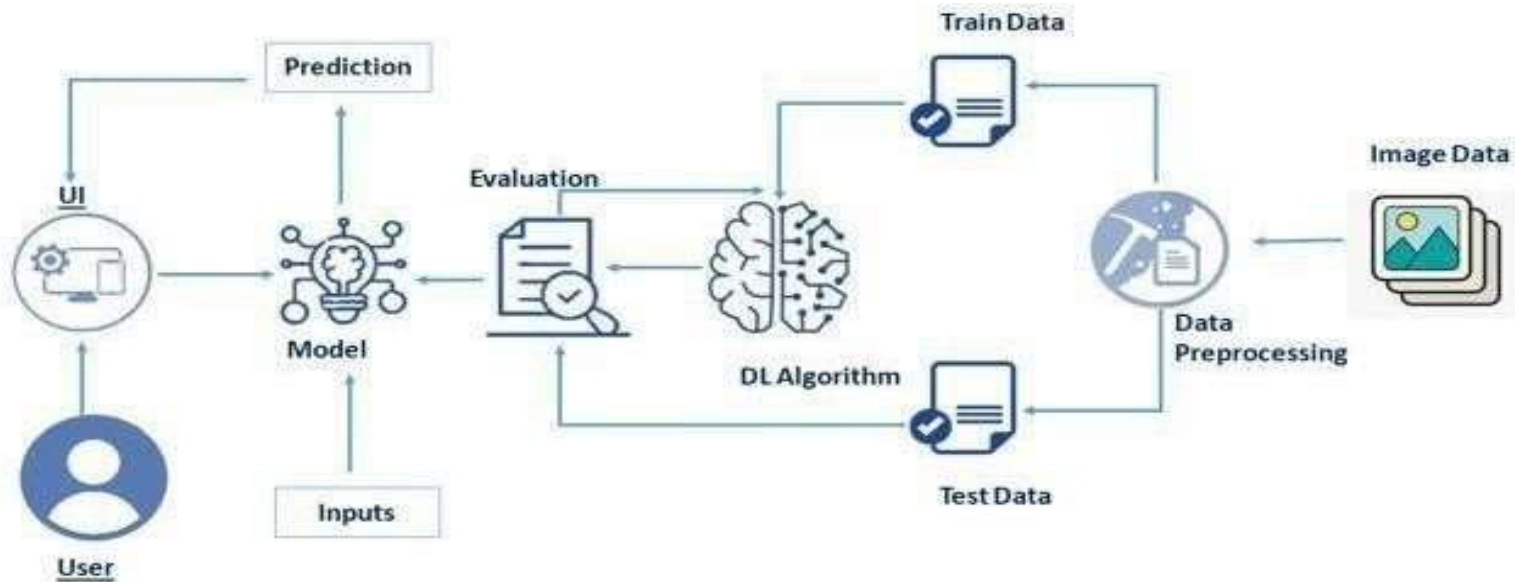 Train Data
Prediction
Image Data
Evaluation
UI
Data
Preprocessing
Model
DL Algorithm
Test Data
Inputs
User